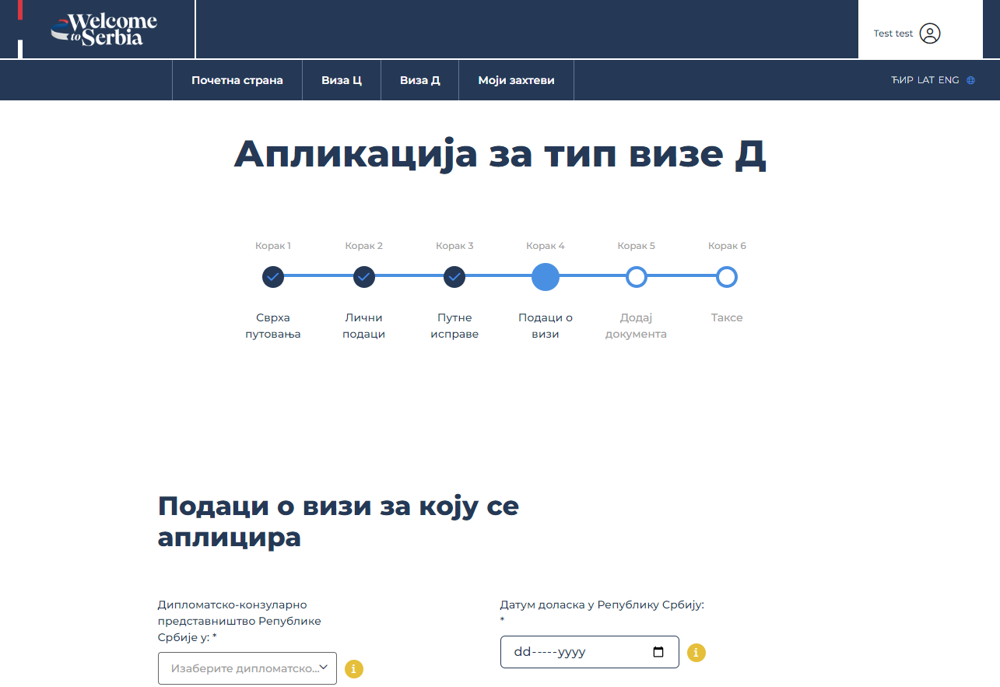 Welcome
to Serbia
Test test
Почетна страна
Виза Ц
Виза Д
Моји захтеви
ЋИР LAT ENG
Апликација за тип визе Д
Корак 1
Корак 2
Корак 3
Корак 4
Корак 5
Корак 6
Сврха
путовања
Лични
подаци
Путне
исправе
Подаци о
визи
Додај
документа
Таксе
Подаци о визи за коју се
аплицира
Дипломатско-конзуларно
представништво Републике
Србије у: *
Изаберите дипломатско...
i
Датум доласка у Републику Србију:
*
dd-----yyyy
i